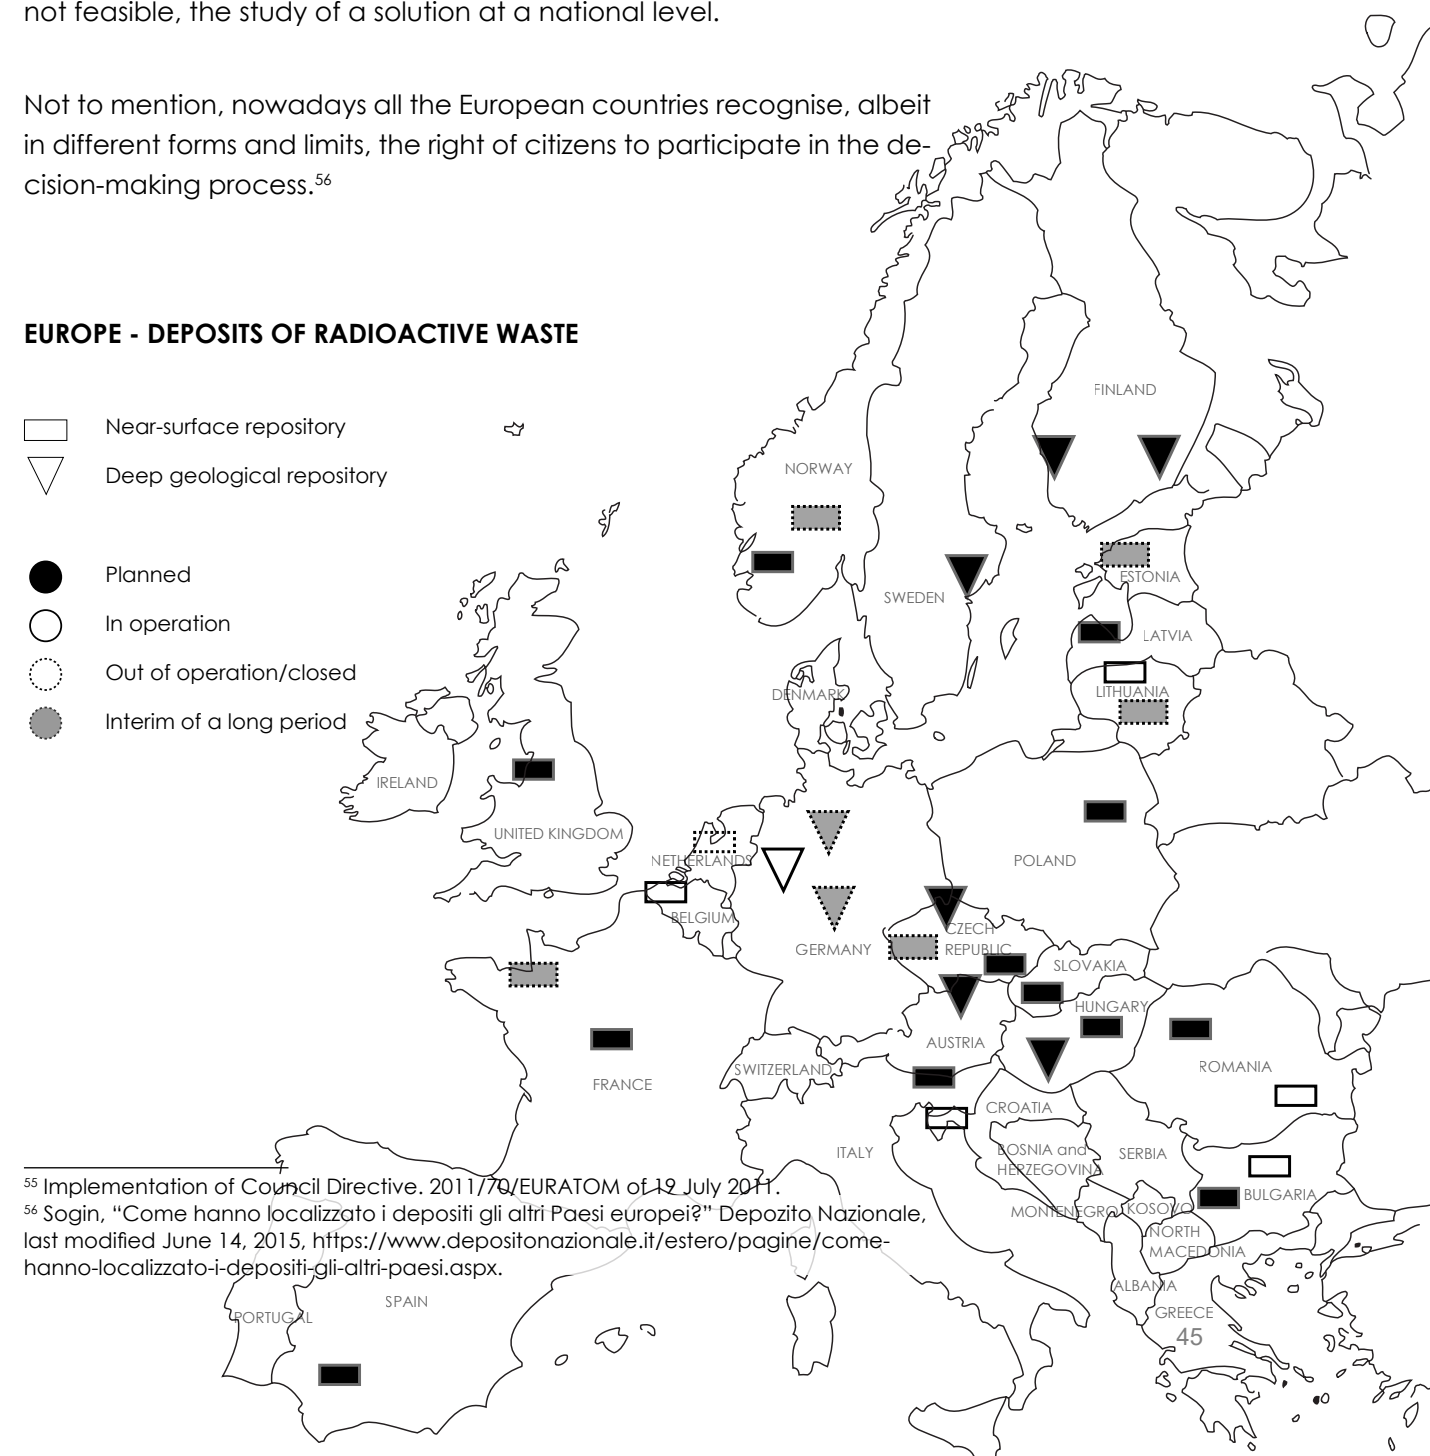 not feasible, the study of a solution at a national level.
Not to mention, nowadays all the European countries recognise, albeit
in different forms and limits, the right of citizens to participate in the de-
cision-making process.⁵⁶
EUROPE - DEPOSITS OF RADIOACTIVE WASTE
Near-surface repository
Deep geological repository
Planned
In operation
Out of operation/closed
Interim of a long period
FINLAND
NORWAY
ESTONIA
SWEDEN
LATVIA
LITHUANIA
DENMARK
IRELAND
UNITED KINGDOM
NETHERLANDS
POLAND
BELGIUM
GERMANY
CZECH
REPUBLIC
SLOVAKIA
HUNGARY
AUSTRIA
ROMANIA
SWITZERLAND
FRANCE
CROATIA
ITALY
BOSNIA and
HERZEGOVINA
SERBIA
BULGARIA
MONTENEGRO
KOSOVO
NORTH
MACEDONIA
ALBANIA
GREECE
SPAIN
PORTUGAL
⁵⁵ Implementation of Council Directive. 2011/70/EURATOM of 19 July 2011.
⁵⁶ Sogin, “Come hanno localizzato i depositi gli altri Paesi europei?” Depozito Nazionale,
last modified June 14, 2015, https://www.depositonazionale.it/estero/pagine/come-
hanno-localizzato-i-depositi-gli-altri-paesi.aspx.
45